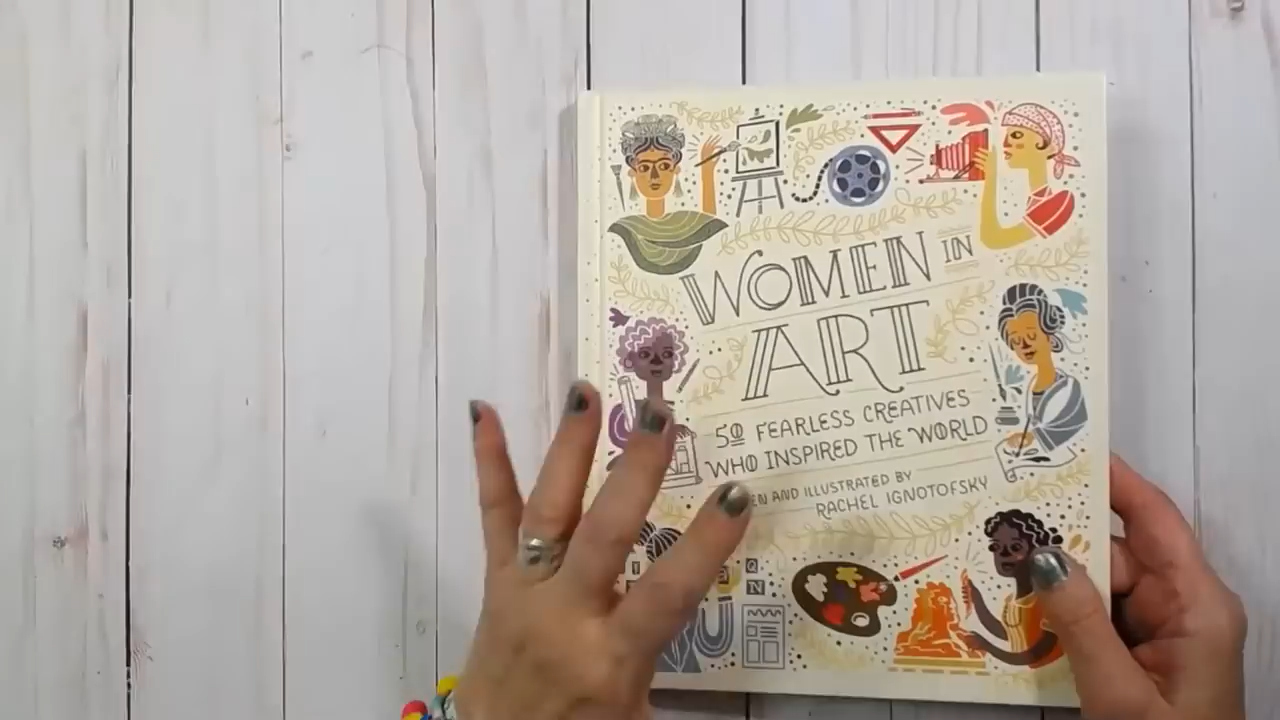 WOMEN IN
ART
50 FEARLESS CREATIVES
WHO INSPIRED THE WORLD
AND ILLUSTRATED BY
RACHEL IGNOTOFSKY
Q
N